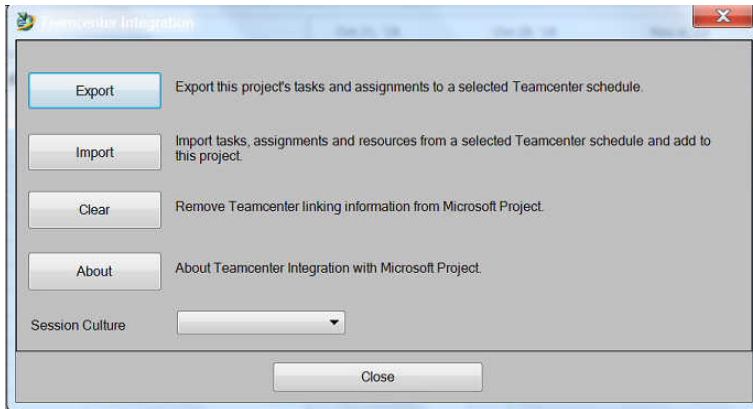 Teamcenter Integration
Export
Export this project's tasks and assignments to a selected Teamcenter schedule.
Import
Import tasks, assignments and resources from a selected Teamcenter schedule and add to
this project.
Clear
Remove Teamcenter linking information from Microsoft Project.
About
About Teamcenter Integration with Microsoft Project.
Session Culture
Close